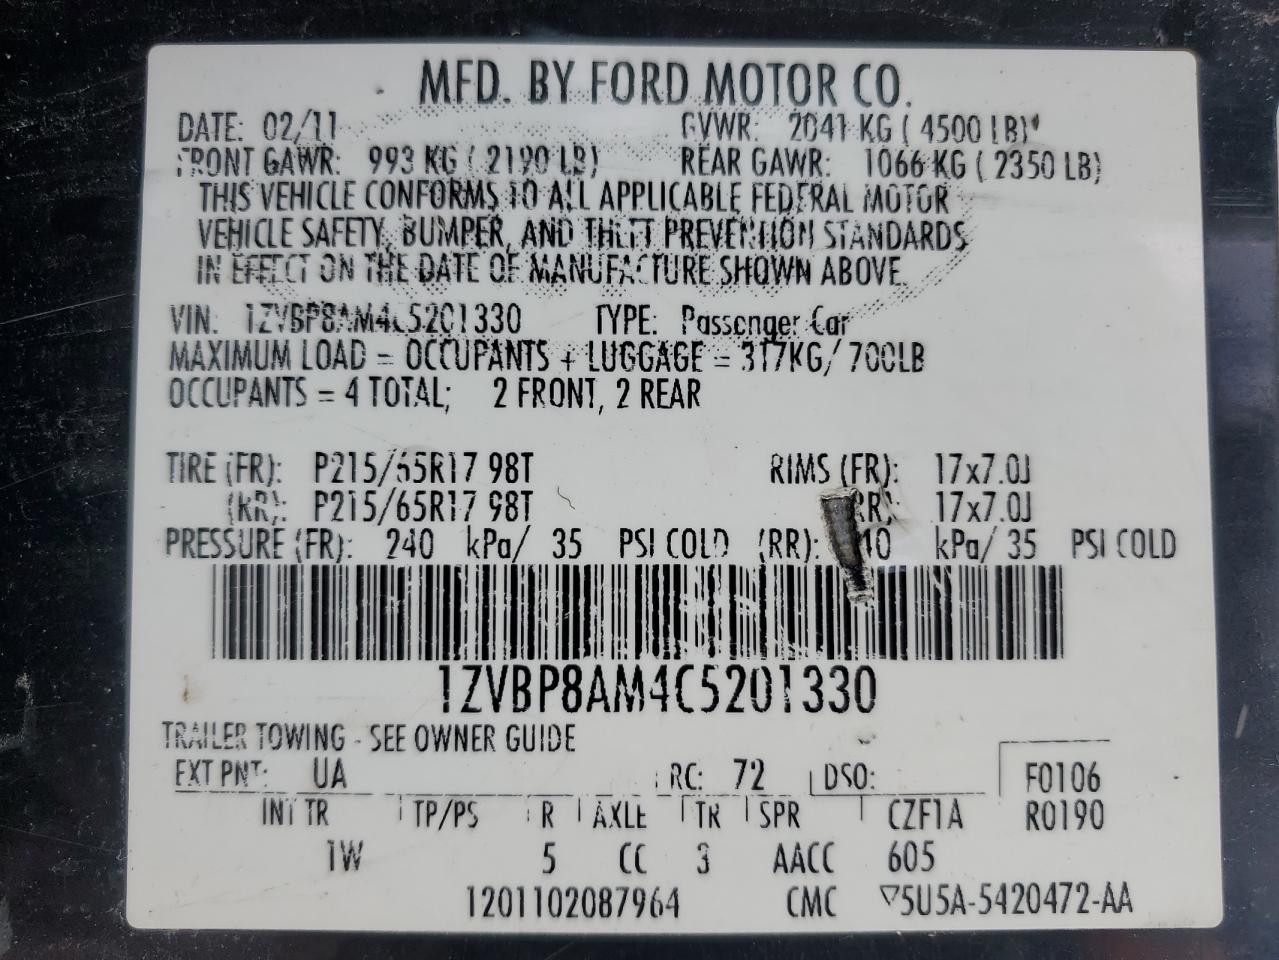 MFD. BY FORD MOTOR CO.
DATE: 02/11 GVWR: 2041 KG ( 4500 LB)
FRONT GAWR: 993 KG ( 2190 LB) REAR GAWR: 1066 KG ( 2350 LB)
THIS VEHICLE CONFORMS TO ALL APPLICABLE FEDERAL MOTOR
VEHICLE SAFETY, BUMPER, AND THEFT PREVENTION STANDARDS
IN EFFECT ON THE DATE OF MANUFACTURE SHOWN ABOVE.
VIN: 1ZVBP8AM4C5201330 TYPE: Passenger Car
MAXIMUM LOAD = OCCUPANTS + LUGGAGE = 317KG/ 700LB
OCCUPANTS = 4 TOTAL; 2 FRONT, 2 REAR
TIRE (FR): P215/65R17 98T RIMS (FR): 17x7.0J
(RR): P215/65R17 98T (RR): 17x7.0J
PRESSURE (FR): 240 kPa/ 35 PSI COLD (RR): 240 kPa/ 35 PSI COLD
1ZVBP8AM4C5201330
TRAILER TOWING - SEE OWNER GUIDE
EXT PNT: UA RC: 72 DSO: F0106
INT TR TP/PS R AXLE TR SPR CZF1A R0190
1W 5 CC 3 AACC 605
1201102087964 CMC ▽5U5A-5420472-AA